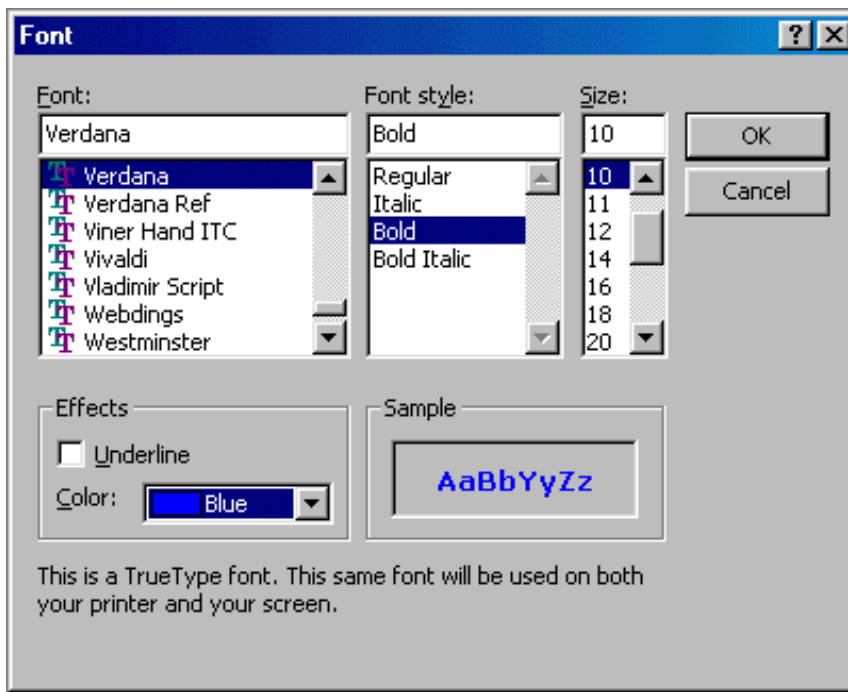 Font
Font:
Verdana
Verdana
Verdana Ref
Viner Hand ITC
Vivaldi
Vladimir Script
Webdings
Westminster
Font style:
Bold
Regular
Italic
Bold
Bold Italic
Size:
10
10
11
12
14
16
18
20
OK
Cancel
Effects
Underline
Color:
Blue
Sample
AaBbYyZz
This is a TrueType font. This same font will be used on both
your printer and your screen.